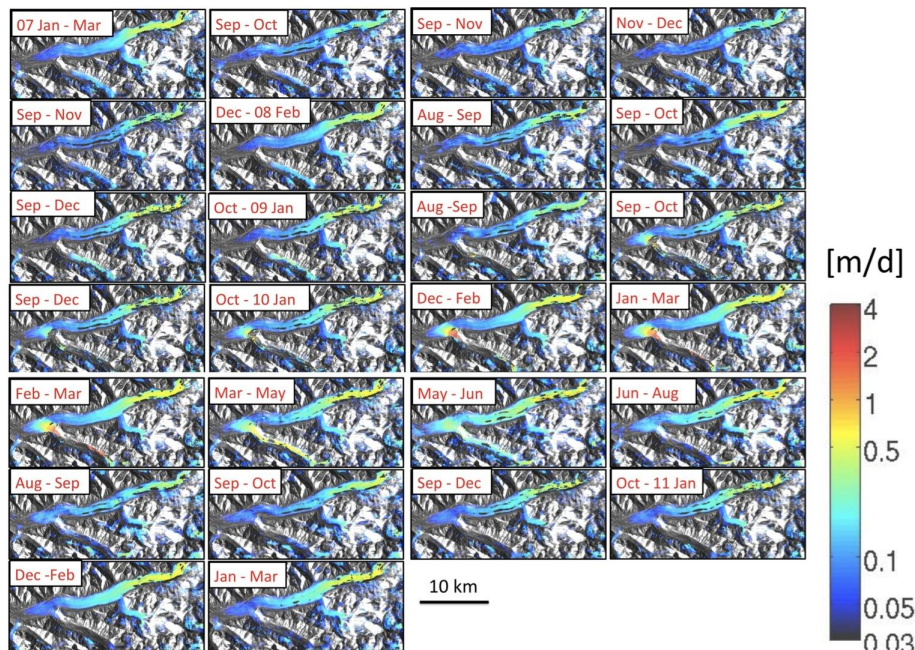 07 Jan - Mar
Sep - Oct
Sep - Nov
Nov - Dec
Sep - Nov
Dec - 08 Feb
Aug - Sep
Sep - Oct
Sep - Dec
Oct - 09 Jan
Aug -Sep
Sep - Oct
Sep - Dec
Oct - 10 Jan
Dec - Feb
Jan - Mar
Feb - Mar
Mar - May
May - Jun
Jun - Aug
Aug - Sep
Sep - Oct
Sep - Dec
Oct - 11 Jan
Dec -Feb
Jan - Mar
10 km
[m/d]
4
2
1
0.5
0.1
0.05
0.03